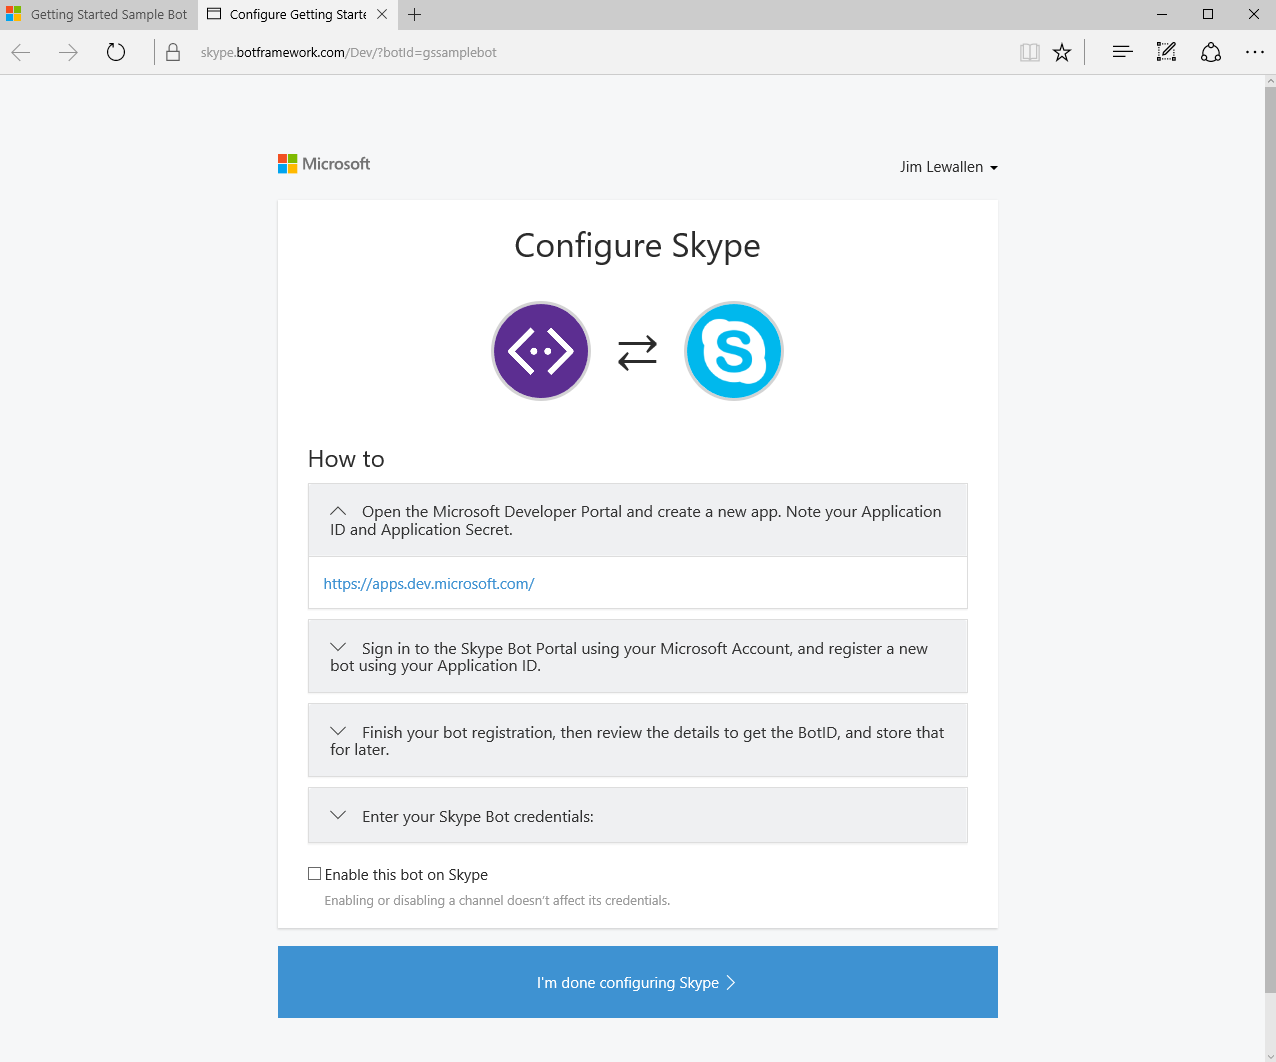 Getting Started Sample Bot
Configure Getting Starte
skype.botframework.com/Dev/?botId=gssamplebot
Microsoft
Jim Lewallen
Configure Skype
How to
Open the Microsoft Developer Portal and create a new app. Note your Application
ID and Application Secret.
https://apps.dev.microsoft.com/
Sign in to the Skype Bot Portal using your Microsoft Account, and register a new
bot using your Application ID.
Finish your bot registration, then review the details to get the BotID, and store that
for later.
Enter your Skype Bot credentials:
Enable this bot on Skype
Enabling or disabling a channel doesn't affect its credentials.
I'm done configuring Skype